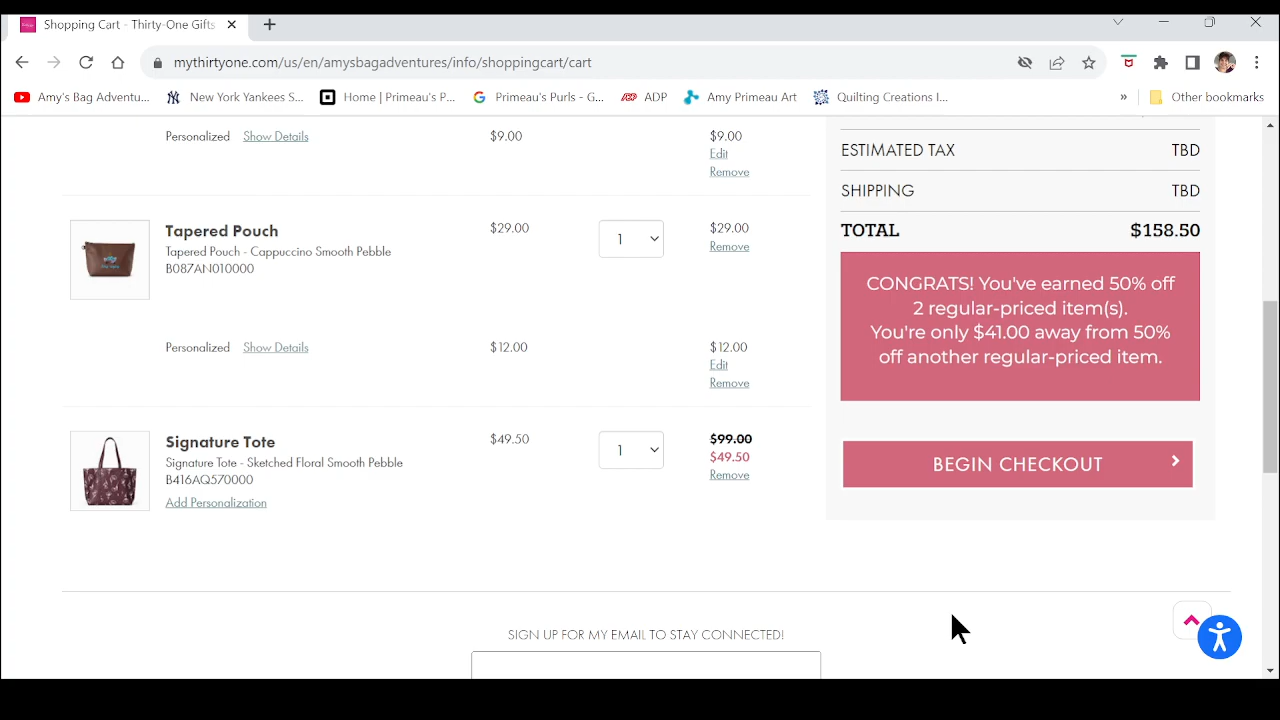 Shopping Cart - Thirty-One Gifts
mythirtyone.com/us/en/amysbagadventures/info/shoppingcart/cart
Amy's Bag Adventu... New York Yankees S... Home | Primeau's P... Primeau's Purls - G... ADP Amy Primeau Art Quilting Creations I... » Other bookmarks
Personalized Show Details $9.00 $9.00
Edit
Remove
Tapered Pouch $29.00 1 $29.00
Tapered Pouch - Cappuccino Smooth Pebble Remove
B087AN010000
Personalized Show Details $12.00 $12.00
Edit
Remove
Signature Tote $49.50 1 $99.00
Signature Tote - Sketched Floral Smooth Pebble $49.50
B416AQ570000 Remove
Add Personalization
ESTIMATED TAX TBD
SHIPPING TBD
TOTAL $158.50
CONGRATS! You've earned 50% off
2 regular-priced item(s).
You're only $41.00 away from 50%
off another regular-priced item.
BEGIN CHECKOUT
SIGN UP FOR MY EMAIL TO STAY CONNECTED!